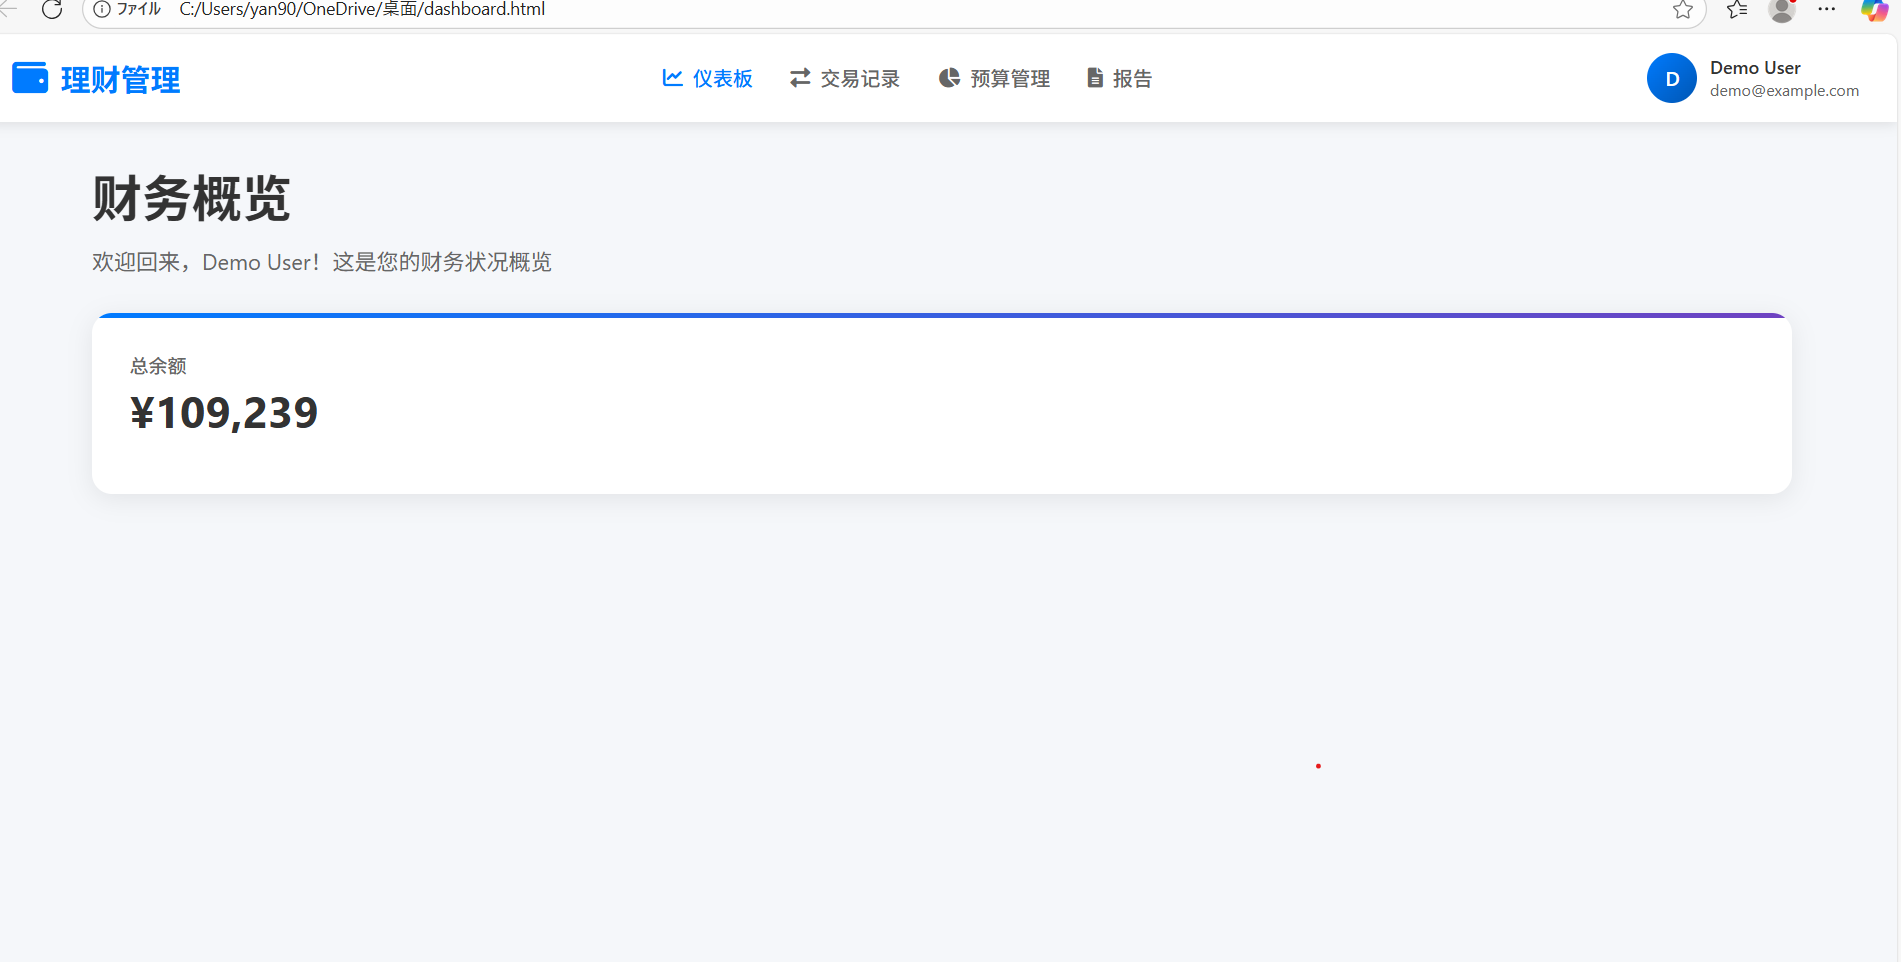 ファイル C:/Users/yan90/OneDrive/桌面/dashboard.html
理财管理
仪表板 交易记录 预算管理 报告
D
Demo User
demo@example.com
财务概览
欢迎回来，Demo User！这是您的财务状况概览
总余额
¥109,239